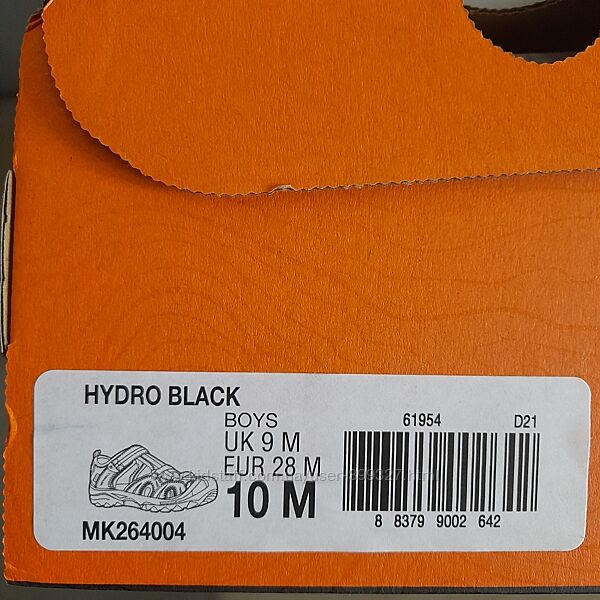 HYDRO BLACK
BOYS
UK 9 M
EUR 28 M
10 M
MK264004
61954
D21
8 8379 9002 642